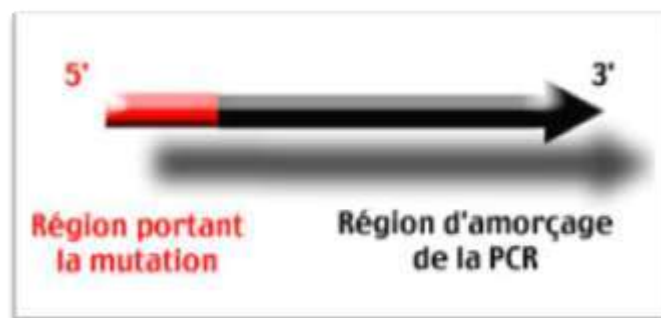 5'
3'
Région portant
la mutation
Région d'amorçage
de la PCR